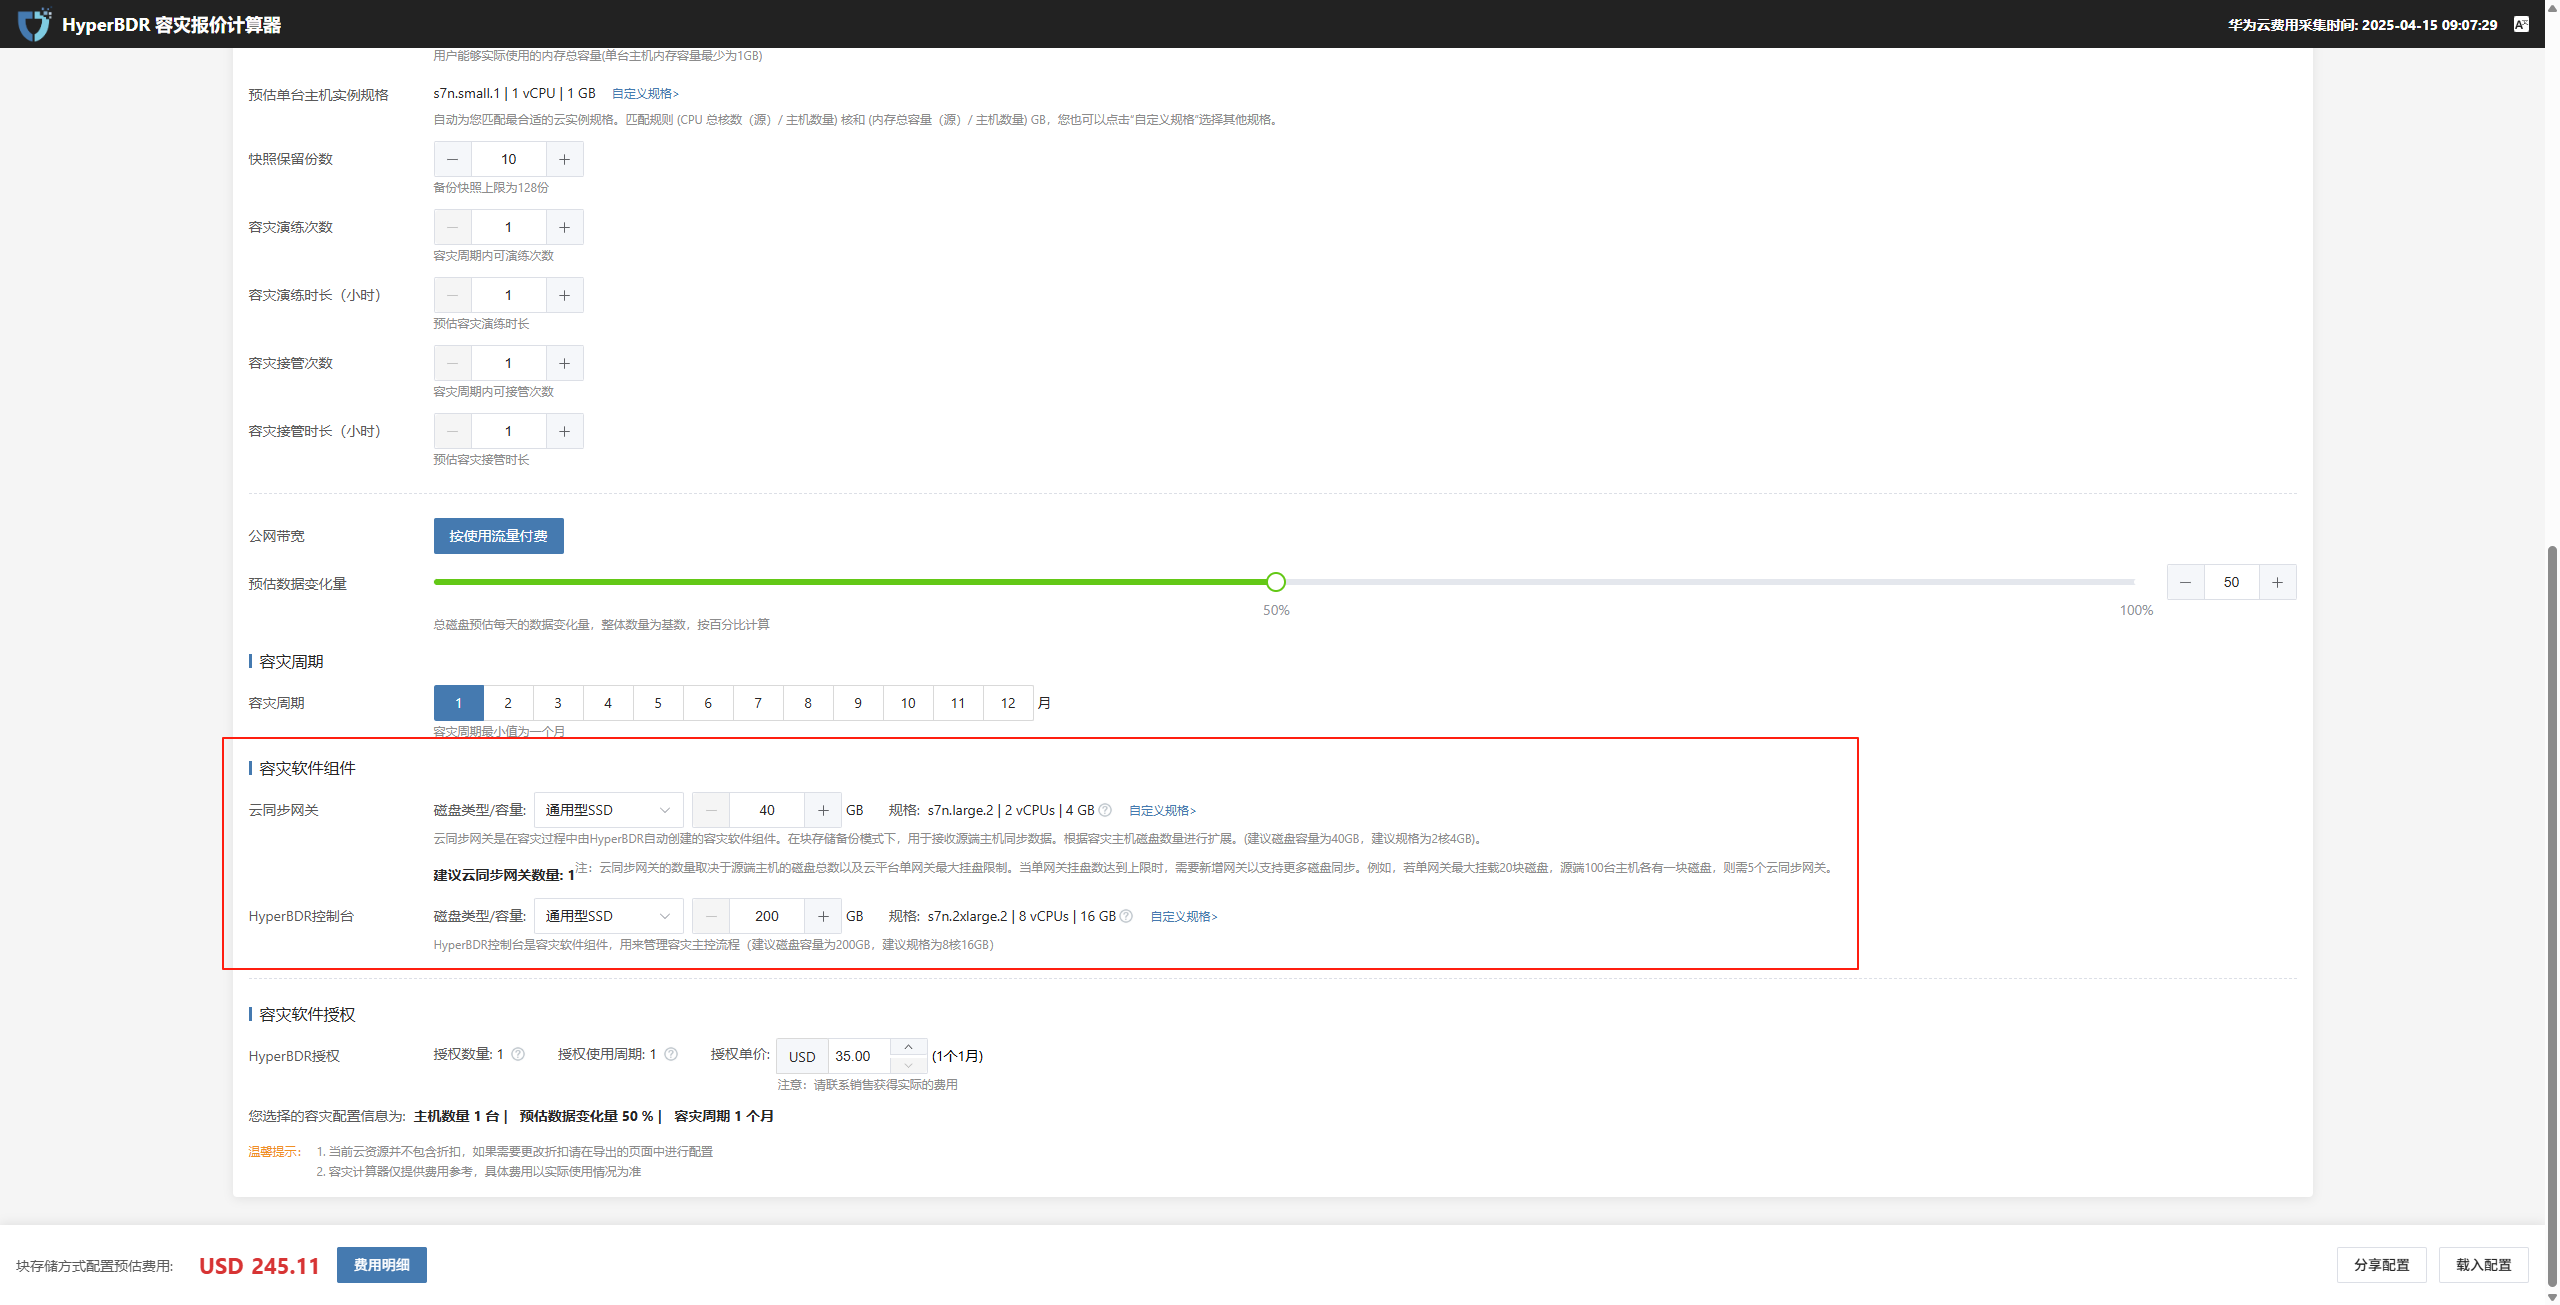 HyperBDR 容灾报价计算器
华为云费用采集时间: 2025-04-15 09:07:29
用户能够实际使用的内存总容量(单台主机内存容量最少为1GB)
预估单台主机实例规格 s7n.small.1 | 1 vCPU | 1 GB 自定义规格>
自动为您匹配最合适的云实例规格。匹配规则 (CPU 总核数（源）/ 主机数量) 核和 (内存总容量（源）/ 主机数量) GB，您也可以点击“自定义规格”选择其他规格。
快照保留份数 10
备份快照上限为128份
容灾演练次数 1
容灾周期内可演练次数
容灾演练时长（小时） 1
预估容灾演练时长
容灾接管次数 1
容灾周期内可接管次数
容灾接管时长（小时） 1
预估容灾接管时长
公网带宽 按使用流量付费
预估数据变化量 50
50% 100%
总磁盘预估每天的数据变化量，整体数量为基数，按百分比计算
容灾周期
容灾周期 1 2 3 4 5 6 7 8 9 10 11 12 月
容灾周期最小值为一个月
容灾软件组件
云同步网关 磁盘类型/容量: 通用型SSD 40 GB 规格: s7n.large.2 | 2 vCPUs | 4 GB 自定义规格>
云同步网关是在容灾过程中由HyperBDR自动创建的容灾软件组件。在块存储备份模式下，用于接收源端主机同步数据。根据容灾主机磁盘数量进行扩展。(建议磁盘容量为40GB，建议规格为2核4GB)。
建议云同步网关数量: 1 注：云同步网关的数量取决于源端主机的磁盘总数以及云平台单网关最大挂盘限制。当单网关挂盘数达到上限时，需要新增网关以支持更多磁盘同步。例如，若单网关最大挂载20块磁盘，源端100台主机各有一块磁盘，则需5个云同步网关。
HyperBDR控制台 磁盘类型/容量: 通用型SSD 200 GB 规格: s7n.2xlarge.2 | 8 vCPUs | 16 GB 自定义规格>
HyperBDR控制台是容灾软件组件，用来管理容灾主控流程（建议磁盘容量为200GB，建议规格为8核16GB）
容灾软件授权
HyperBDR授权 授权数量: 1 授权使用周期: 1 授权单价: USD 35.00 (1个1月)
注意：请联系销售获得实际的费用
您选择的容灾配置信息为: 主机数量 1 台 | 预估数据变化量 50 % | 容灾周期 1 个月
温馨提示: 1. 当前云资源并不包含折扣，如果需要更改折扣请在导出的页面中进行配置
2. 容灾计算器仅提供费用参考，具体费用以实际使用情况为准
块存储方式配置预估费用: USD 245.11 费用明细
分享配置 载入配置